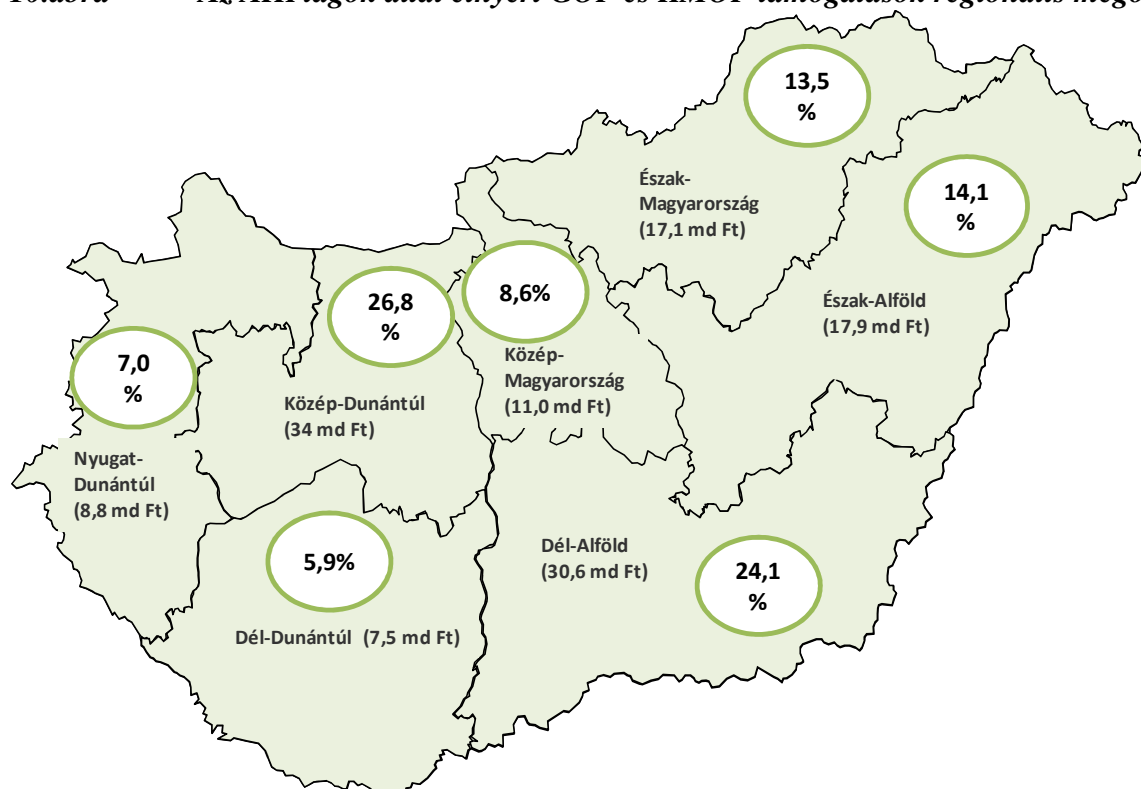 13,5
%
Észak-
Magyarország
(17,1 md Ft)
14,1
%
Észak-Alföld
(17,9 md Ft)
26,8
%
8,6%
7,0
%
Közép-Dunántúl
(34 md Ft)
Közép-
Magyarország
(11,0 md Ft)
Nyugat-
Dunántúl
(8,8 md Ft)
5,9%
Dél-Dunántúl (7,5 md Ft)
Dél-Alföld
(30,6 md Ft)
24,1
%